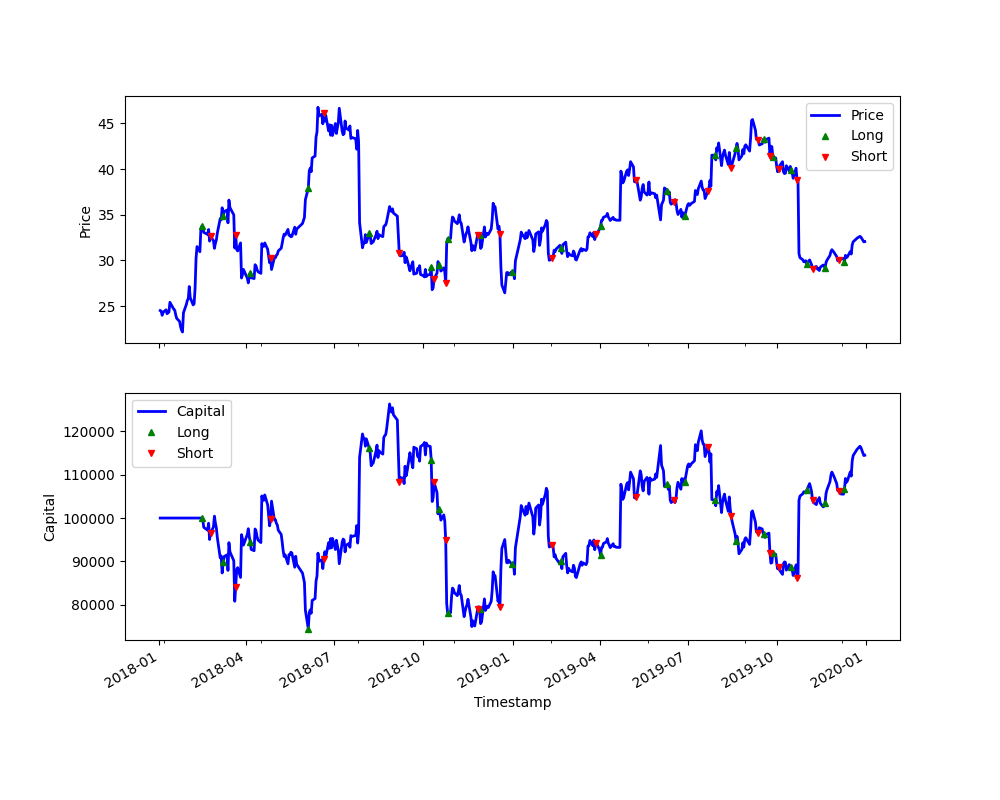 45
40
35
30
25
Price
Price
Long
Short
120000
110000
100000
90000
80000
Capital
Capital
Long
Short
2018-01
2018-04
2018-07
2018-10
2019-01
2019-04
2019-07
2019-10
2020-01
Timestamp